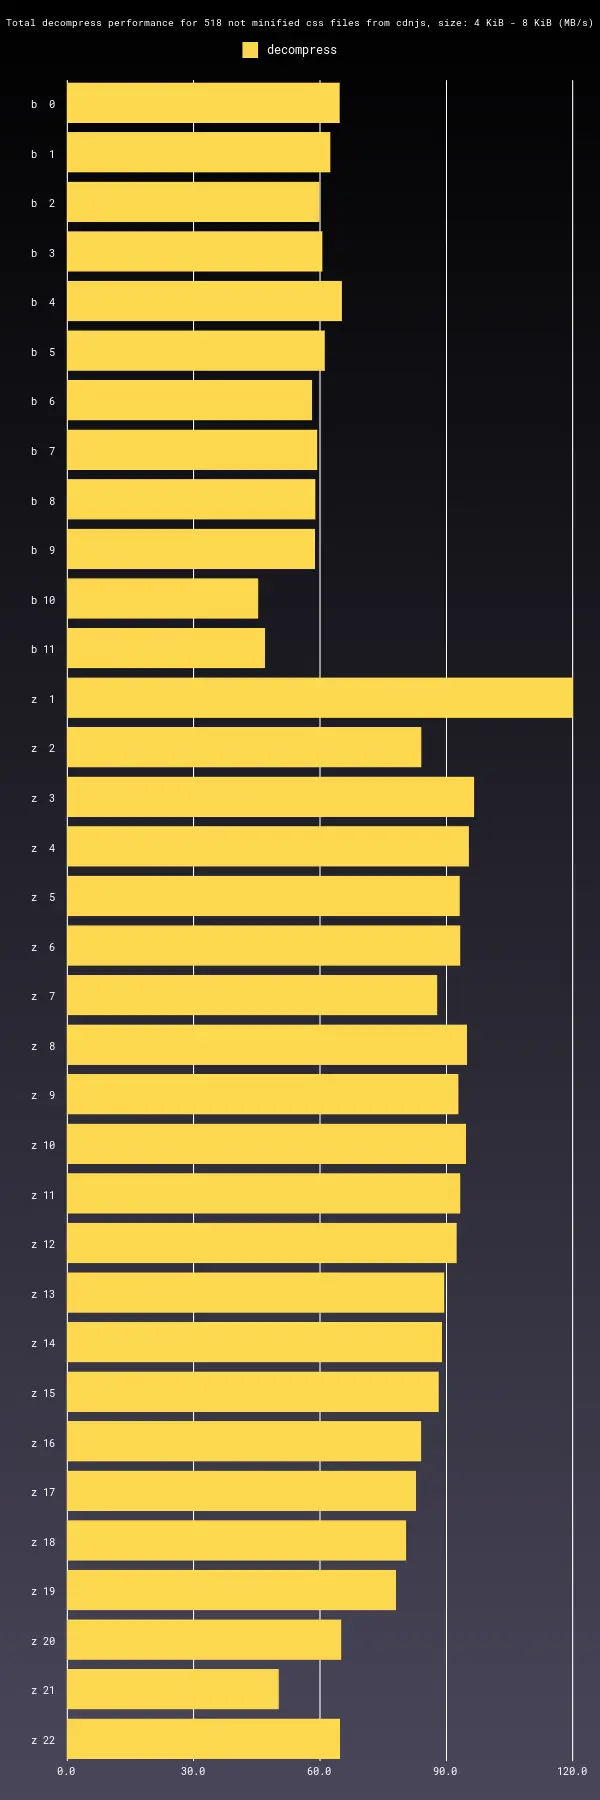 Total decompress performance for 518 not minified css files from cdnjs, size: 4 KiB - 8 KiB (MB/s)
decompress
b 0
b 1
b 2
b 3
b 4
b 5
b 6
b 7
b 8
b 9
b 10
b 11
z 1
z 2
z 3
z 4
z 5
z 6
z 7
z 8
z 9
z 10
z 11
z 12
z 13
z 14
z 15
z 16
z 17
z 18
z 19
z 20
z 21
z 22
0.0 30.0 60.0 90.0 120.0